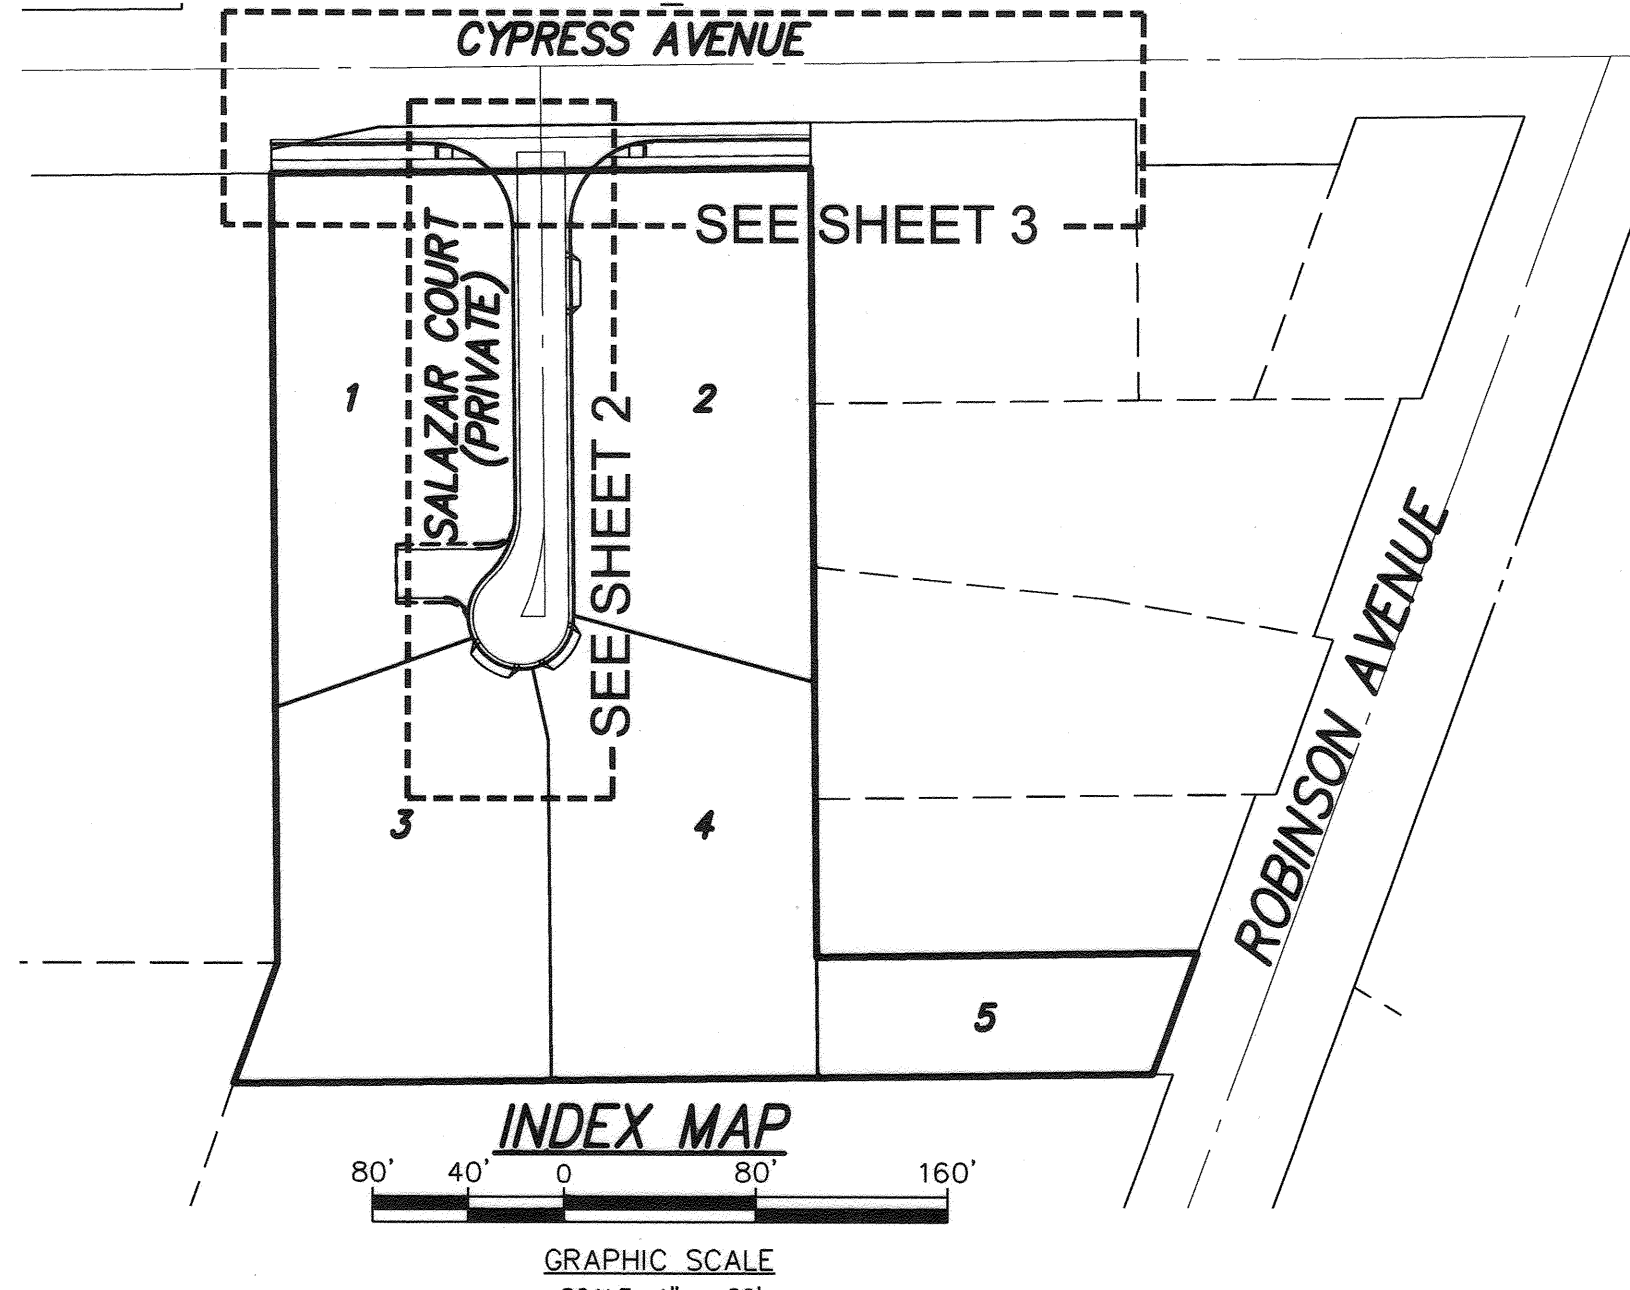 CYPRESS AVENUE
SEE SHEET 3
SALAZAR COURT
(PRIVATE)
SEE SHEET 2
1
2
3
4
5
ROBINSON AVENUE
INDEX MAP
80' 40' 0 80' 160'
GRAPHIC SCALE